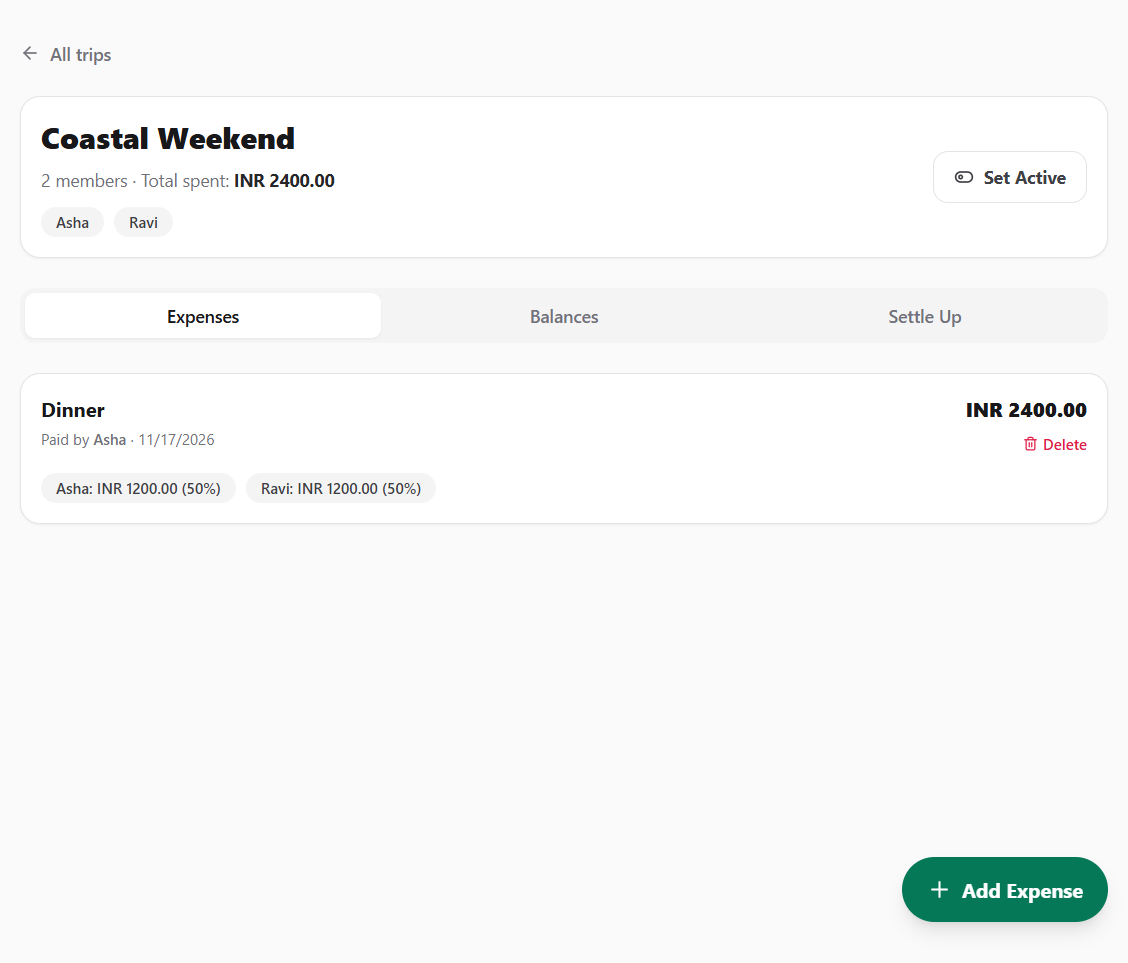 All trips
Coastal Weekend
2 members · Total spent: INR 2400.00
Asha Ravi
Set Active
Expenses Balances Settle Up
Dinner INR 2400.00
Paid by Asha · 11/17/2026 Delete
Asha: INR 1200.00 (50%) Ravi: INR 1200.00 (50%)
Add Expense